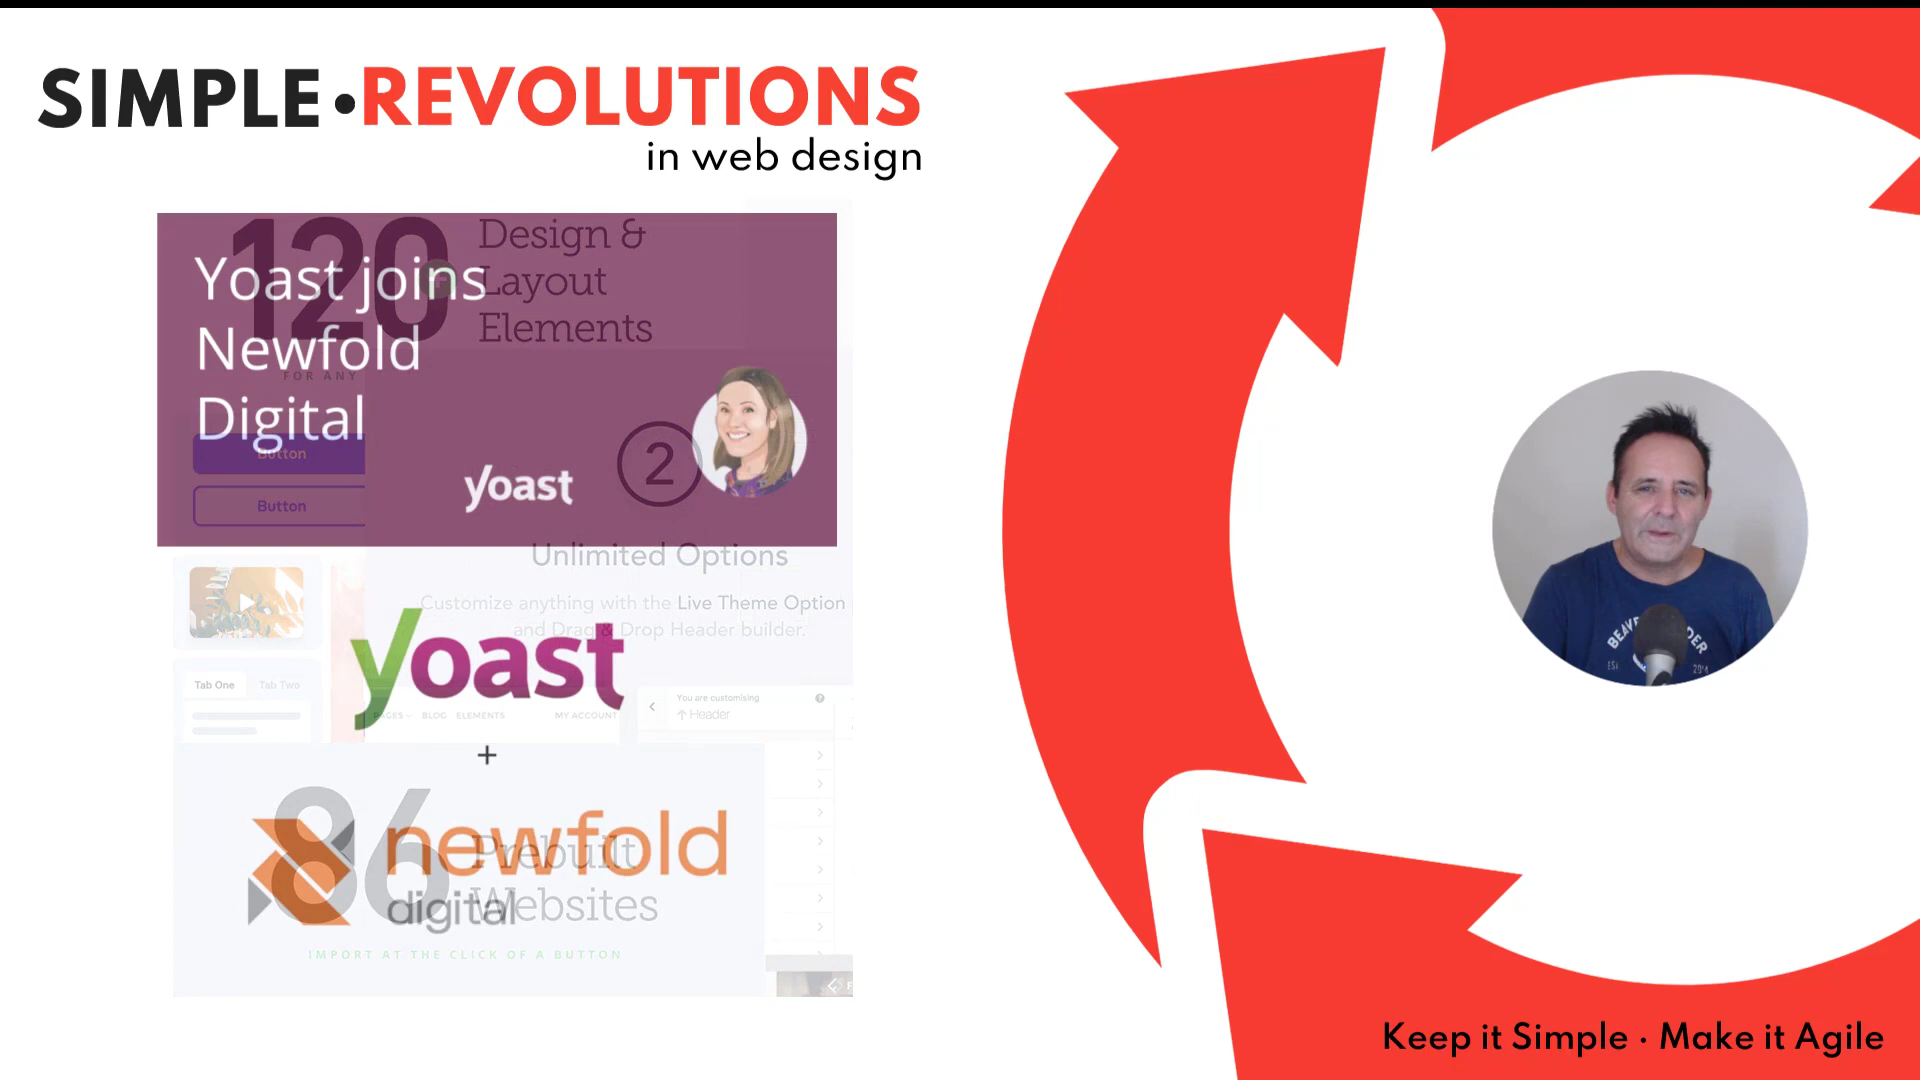 SIMPLE•REVOLUTIONS
in web design
120 Design &
Layout
Elements
Yoast joins
Newfold
Digital
FOR ANY
Button
Button
yoast
2
Unlimited Options
Customize anything with the Live Theme Option
and Drag & Drop Header builder.
yoast
Tab One Tab Two
PAGES BLOG ELEMENTS MY ACCOUNT
You are customising
Header
+
86 Prebuilt
Websites
newfold
digital
IMPORT AT THE CLICK OF A BUTTON
BEAVER BUILDER
Keep it Simple · Make it Agile